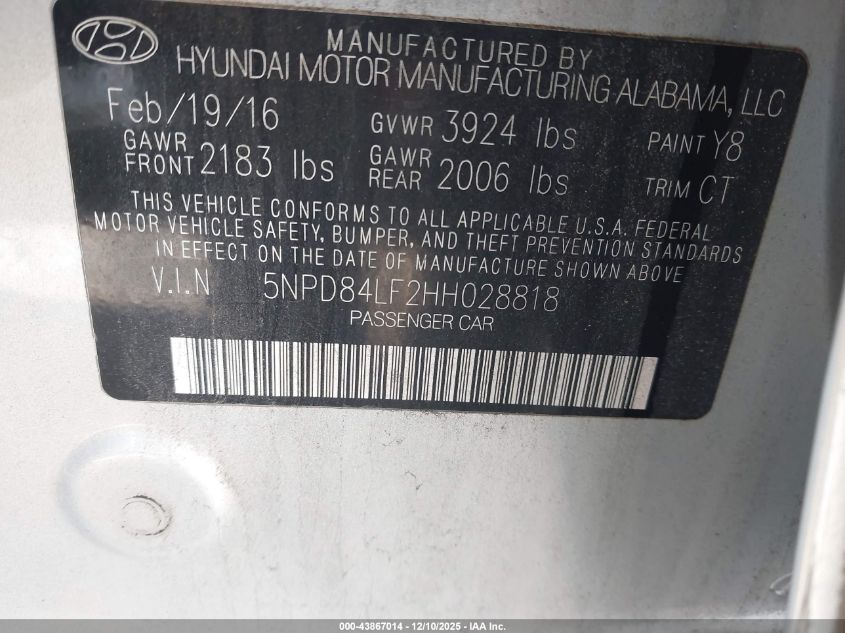 MANUFACTURED BY
HYUNDAI MOTOR MANUFACTURING ALABAMA, LLC
Feb/19/16 GVWR 3924 lbs PAINT Y8
GAWR FRONT 2183 lbs GAWR REAR 2006 lbs TRIM CT
THIS VEHICLE CONFORMS TO ALL APPLICABLE U.S.A. FEDERAL
MOTOR VEHICLE SAFETY, BUMPER, AND THEFT PREVENTION STANDARDS
IN EFFECT ON THE DATE OF MANUFACTURE SHOWN ABOVE
V.I.N 5NPD84LF2HH028818
PASSENGER CAR
000-43867014 - 12/10/2025 - IAA Inc.